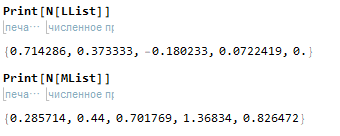 Print[N[LList]]
печа⋯ численное пр
{0.714286, 0.373333, -0.180233, 0.0722419, 0.}
Print[N[MList]]
печа⋯ численное пр
{0.285714, 0.44, 0.701769, 1.36834, 0.826472}